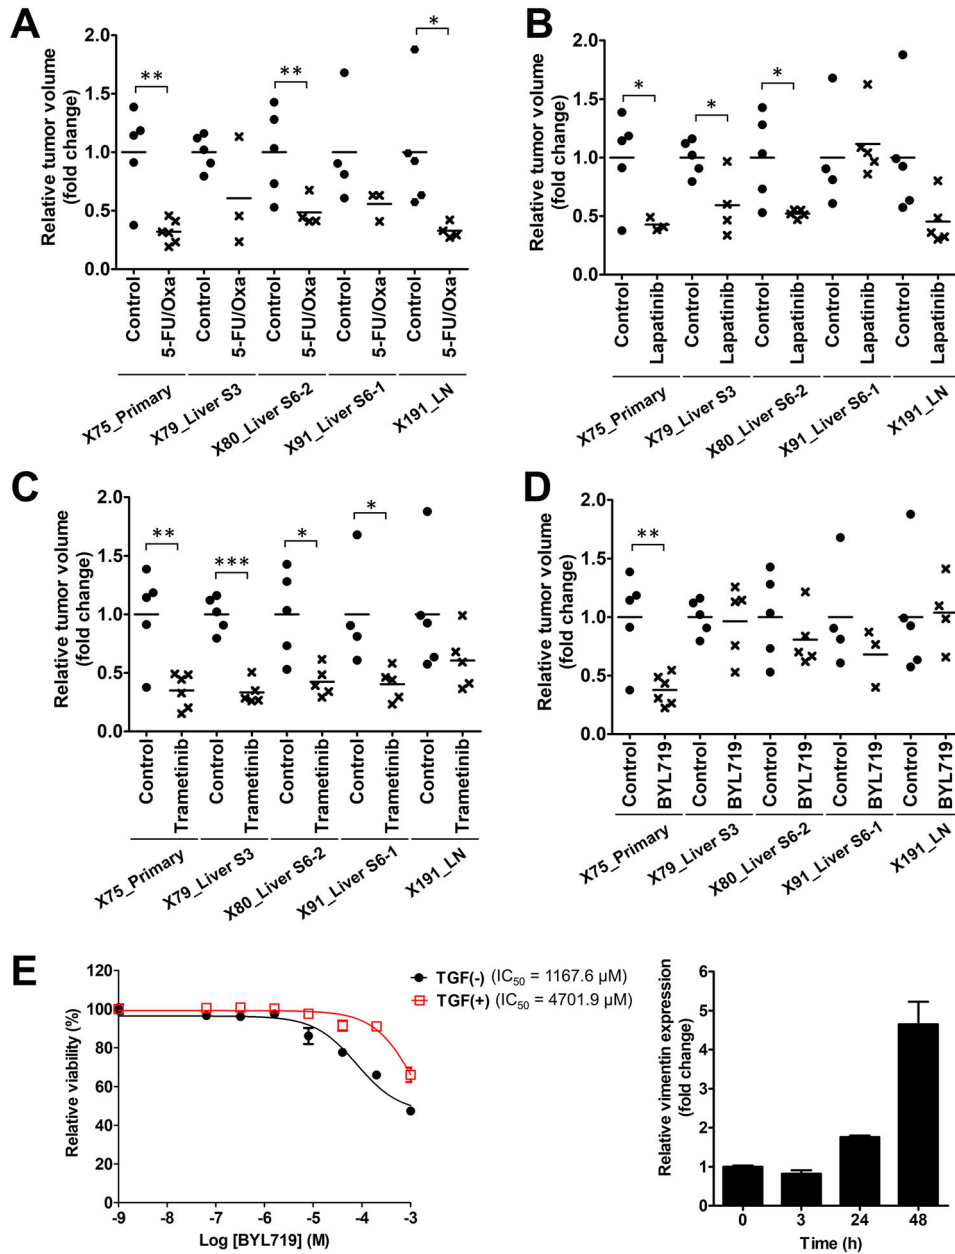 A
Relative tumor volume
(fold change)
2.0
1.5
1.0
0.5
0.0
**
**
*
Control
5-FU/Oxa
Control
5-FU/Oxa
Control
5-FU/Oxa
Control
5-FU/Oxa
Control
5-FU/Oxa
X75_Primary
X79_Liver S3
X80_Liver S6-2
X91_Liver S6-1
X191_LN
B
Relative tumor volume
(fold change)
2.0
1.5
1.0
0.5
0.0
*
*
*
Control
Lapatinib
Control
Lapatinib
Control
Lapatinib
Control
Lapatinib
Control
Lapatinib
X75_Primary
X79_Liver S3
X80_Liver S6-2
X91_Liver S6-1
X191_LN
C
Relative tumor volume
(fold change)
2.0
1.5
1.0
0.5
0.0
**
***
*
*
Control
Trametinib
Control
Trametinib
Control
Trametinib
Control
Trametinib
Control
Trametinib
X75_Primary
X79_Liver S3
X80_Liver S6-2
X91_Liver S6-1
X191_LN
D
Relative tumor volume
(fold change)
2.0
1.5
1.0
0.5
0.0
**
Control
BYL719
Control
BYL719
Control
BYL719
Control
BYL719
Control
BYL719
X75_Primary
X79_Liver S3
X80_Liver S6-2
X91_Liver S6-1
X191_LN
E
Relative viability (%)
120
100
80
60
40
20
0
-9 -8 -7 -6 -5 -4 -3
Log [BYL719] (M)
TGF(-) (IC50 = 1167.6 µM)
TGF(+) (IC50 = 4701.9 µM)
Relative vimentin expression
(fold change)
6
5
4
3
2
1
0
0 3 24 48
Time (h)